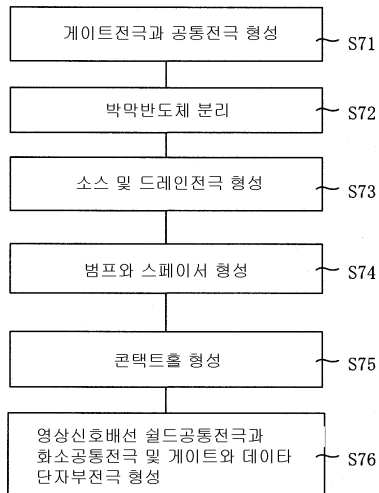 게이트전극과 공통전극 형성
S71
박막반도체 분리
S72
소스 및 드레인전극 형성
S73
범프와 스페이서 형성
S74
콘택트홀 형성
S75
영상신호배선 쉴드공통전극과
화소공통전극 및 게이트와 데이타
단자부전극 형성
S76